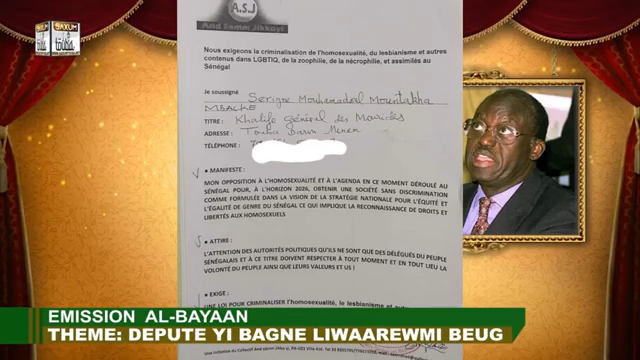 A.S.J
And Samm Jikkoyi
Nous exigeons la criminalisation de l'homosexualité, du lesbianisme et autres
contenus dans LGBTIQ, de la zoophilie, de la nécrophilie, et assimilés au
Sénégal
Je soussigné
Serigne Mouhamadoul Mountakha
MBACKE
TITRE : Khalife Général des Mourides
ADRESSE : Touba Darou Minam
TÉLÉPHONE :
MANIFESTE :
MON OPPOSITION À L'HOMOSEXUALITÉ ET À L'AGENDA EN CE MOMENT DÉROULÉ AU
SÉNÉGAL POUR, À L'HORIZON 2026, OBTENIR UNE SOCIÉTÉ SANS DISCRIMINATION
COMME FORMULÉE DANS LA VISION DE LA STRATÉGIE NATIONALE POUR L'ÉQUITÉ ET
L'ÉGALITÉ DE GENRE DU SÉNÉGAL CE QUI IMPLIQUE LA RECONNAISSANCE DE DROITS ET
LIBERTÉS AUX HOMOSEXUELS
ATTIRE :
L'ATTENTION DES AUTORITÉS POLITIQUES QU'ILS NE SONT QUE DES DÉLÉGUÉS DU PEUPLE
SÉNÉGALAIS ET À CE TITRE DOIVENT RESPECTER À TOUT MOMENT ET EN TOUT LIEU LA
VOLONTÉ DU PEUPLE AINSI QUE LEURS VALEURS ET US !
EXIGE :
UNE LOI POUR CRIMINALISER l'homosexualité, le lesbianisme et autres
EMISSION AL-BAYAAN
THEME: DEPUTE YI BAGNE LIWAAREWMI BEUG